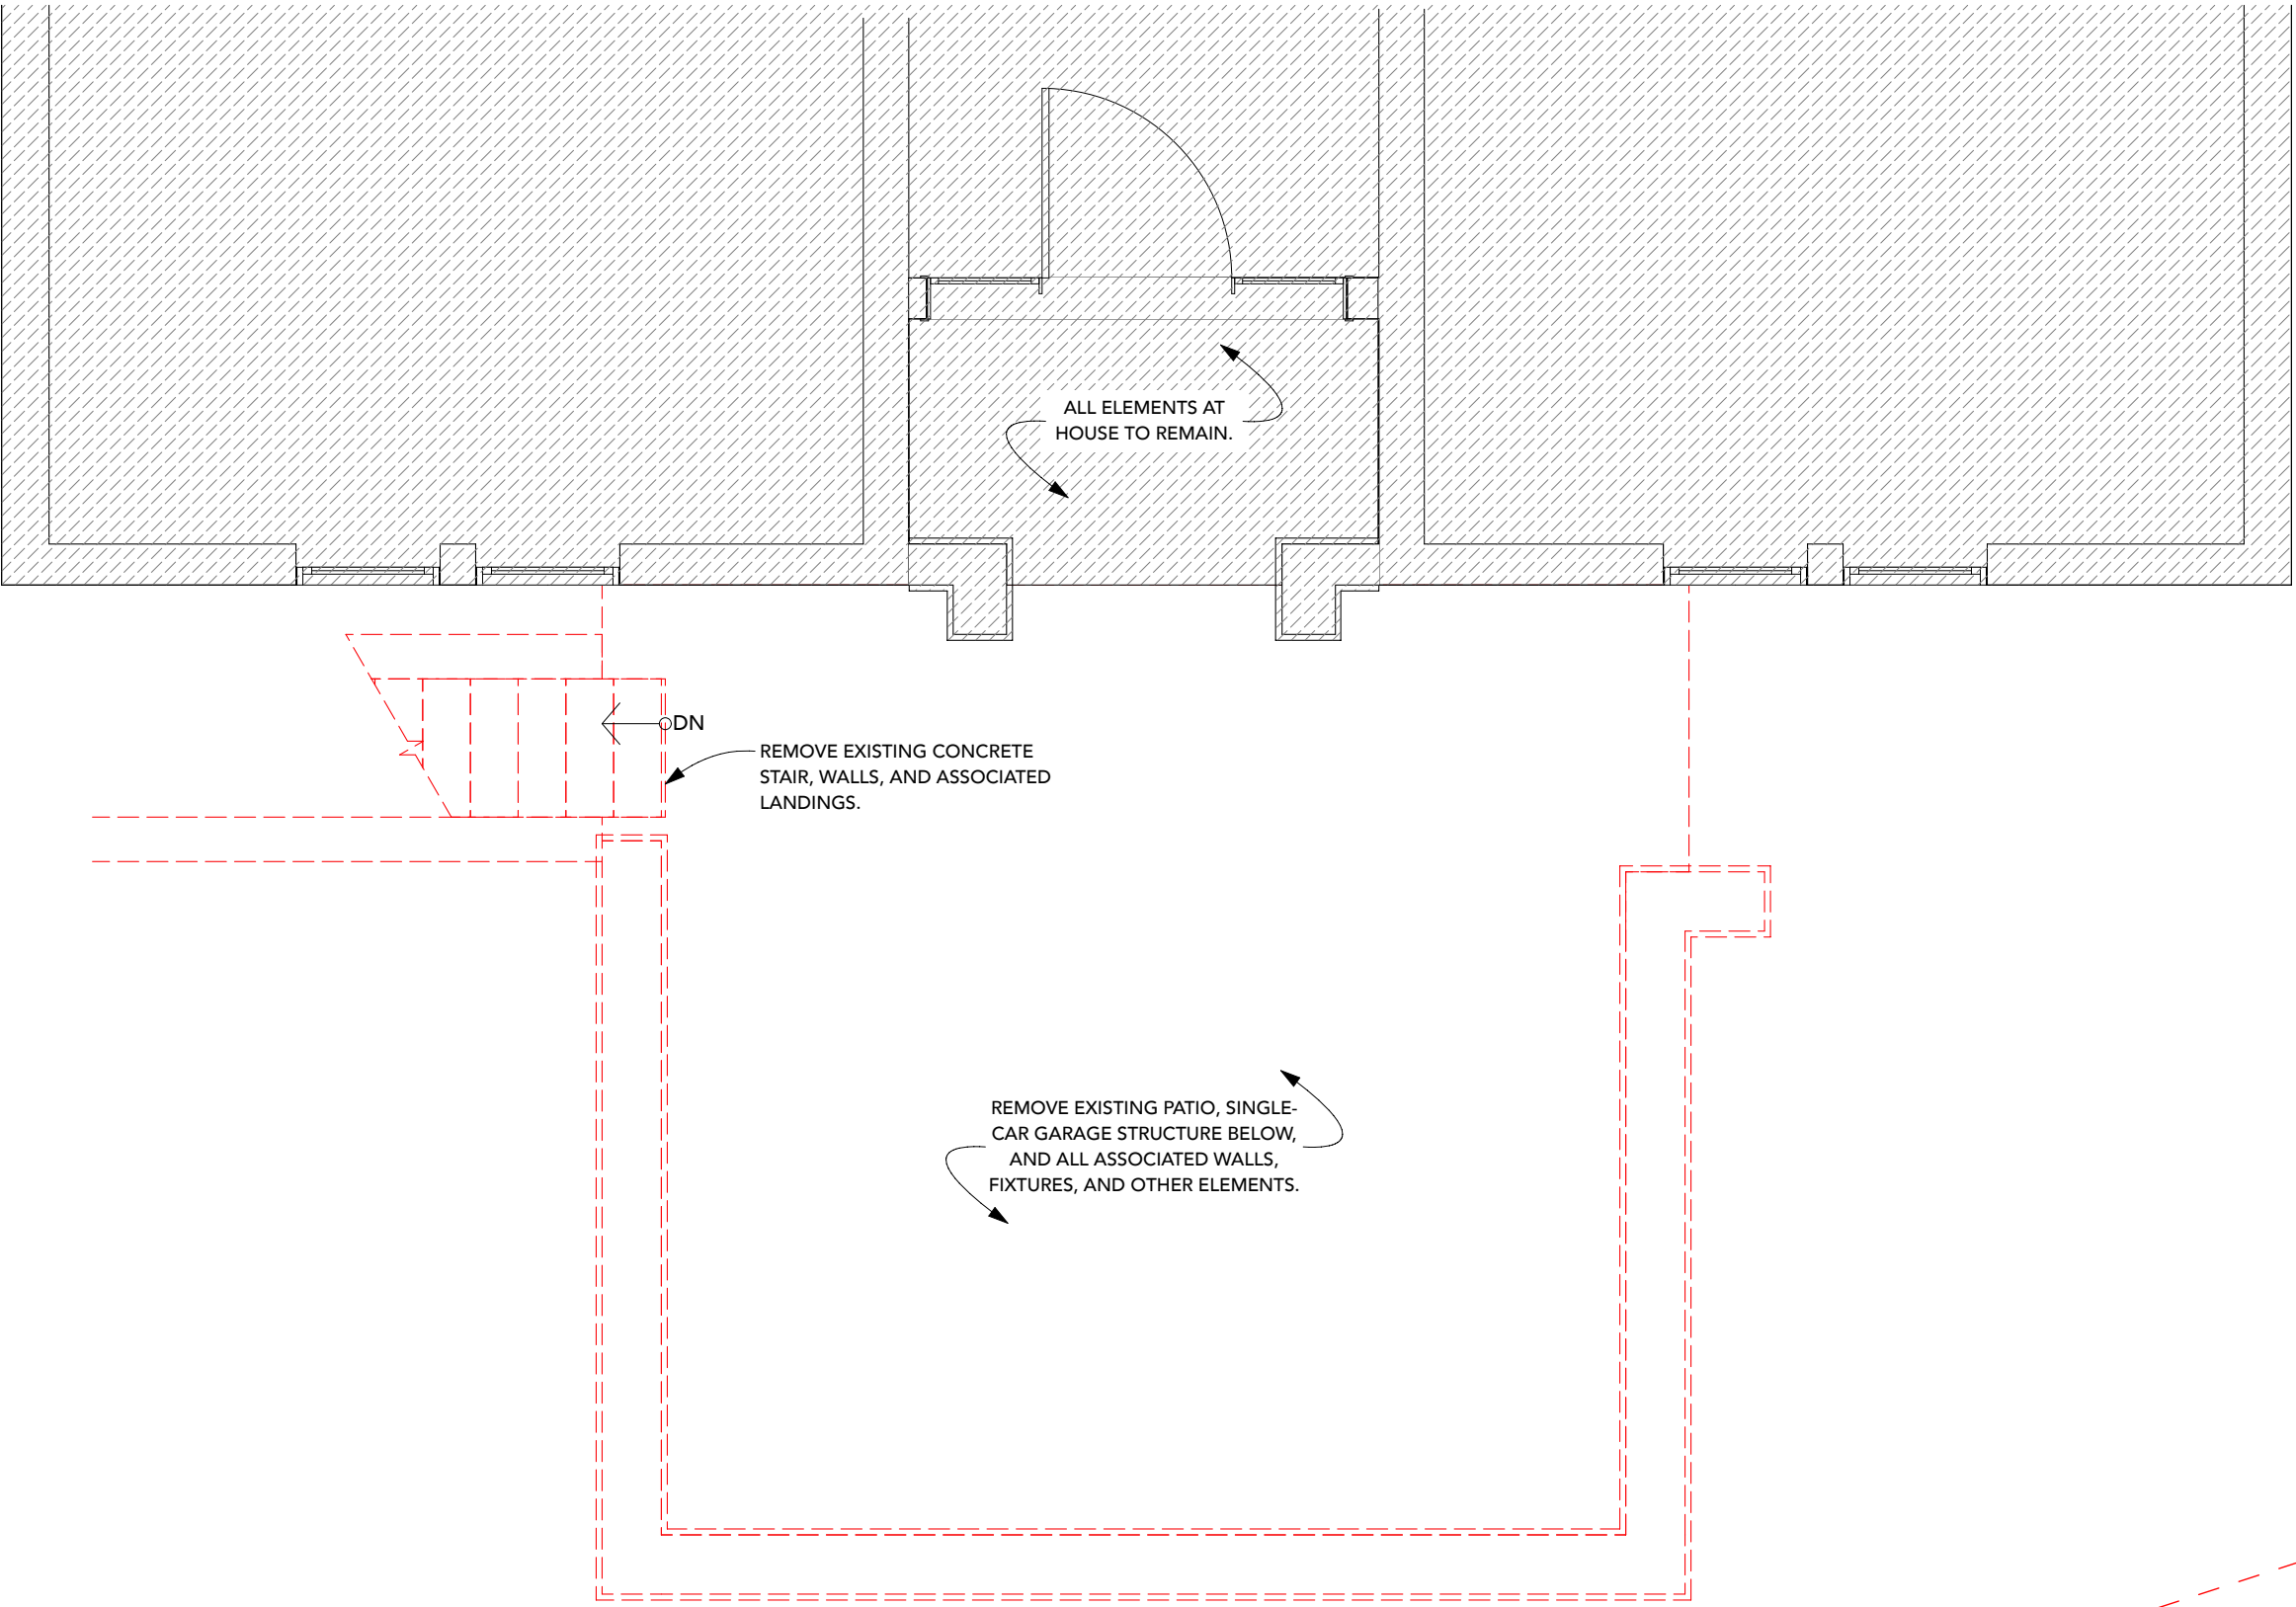 ALL ELEMENTS AT
HOUSE TO REMAIN.
DN
REMOVE EXISTING CONCRETE
STAIR, WALLS, AND ASSOCIATED
LANDINGS.
REMOVE EXISTING PATIO, SINGLE-
CAR GARAGE STRUCTURE BELOW,
AND ALL ASSOCIATED WALLS,
FIXTURES, AND OTHER ELEMENTS.